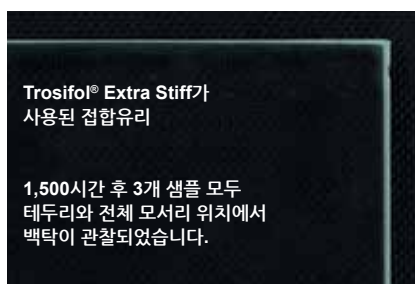 Trosifol® Extra Stiff가
사용된 접합유리
1,500시간 후 3개 샘플 모두
테두리와 전체 모서리 위치에서
백탁이 관찰되었습니다.